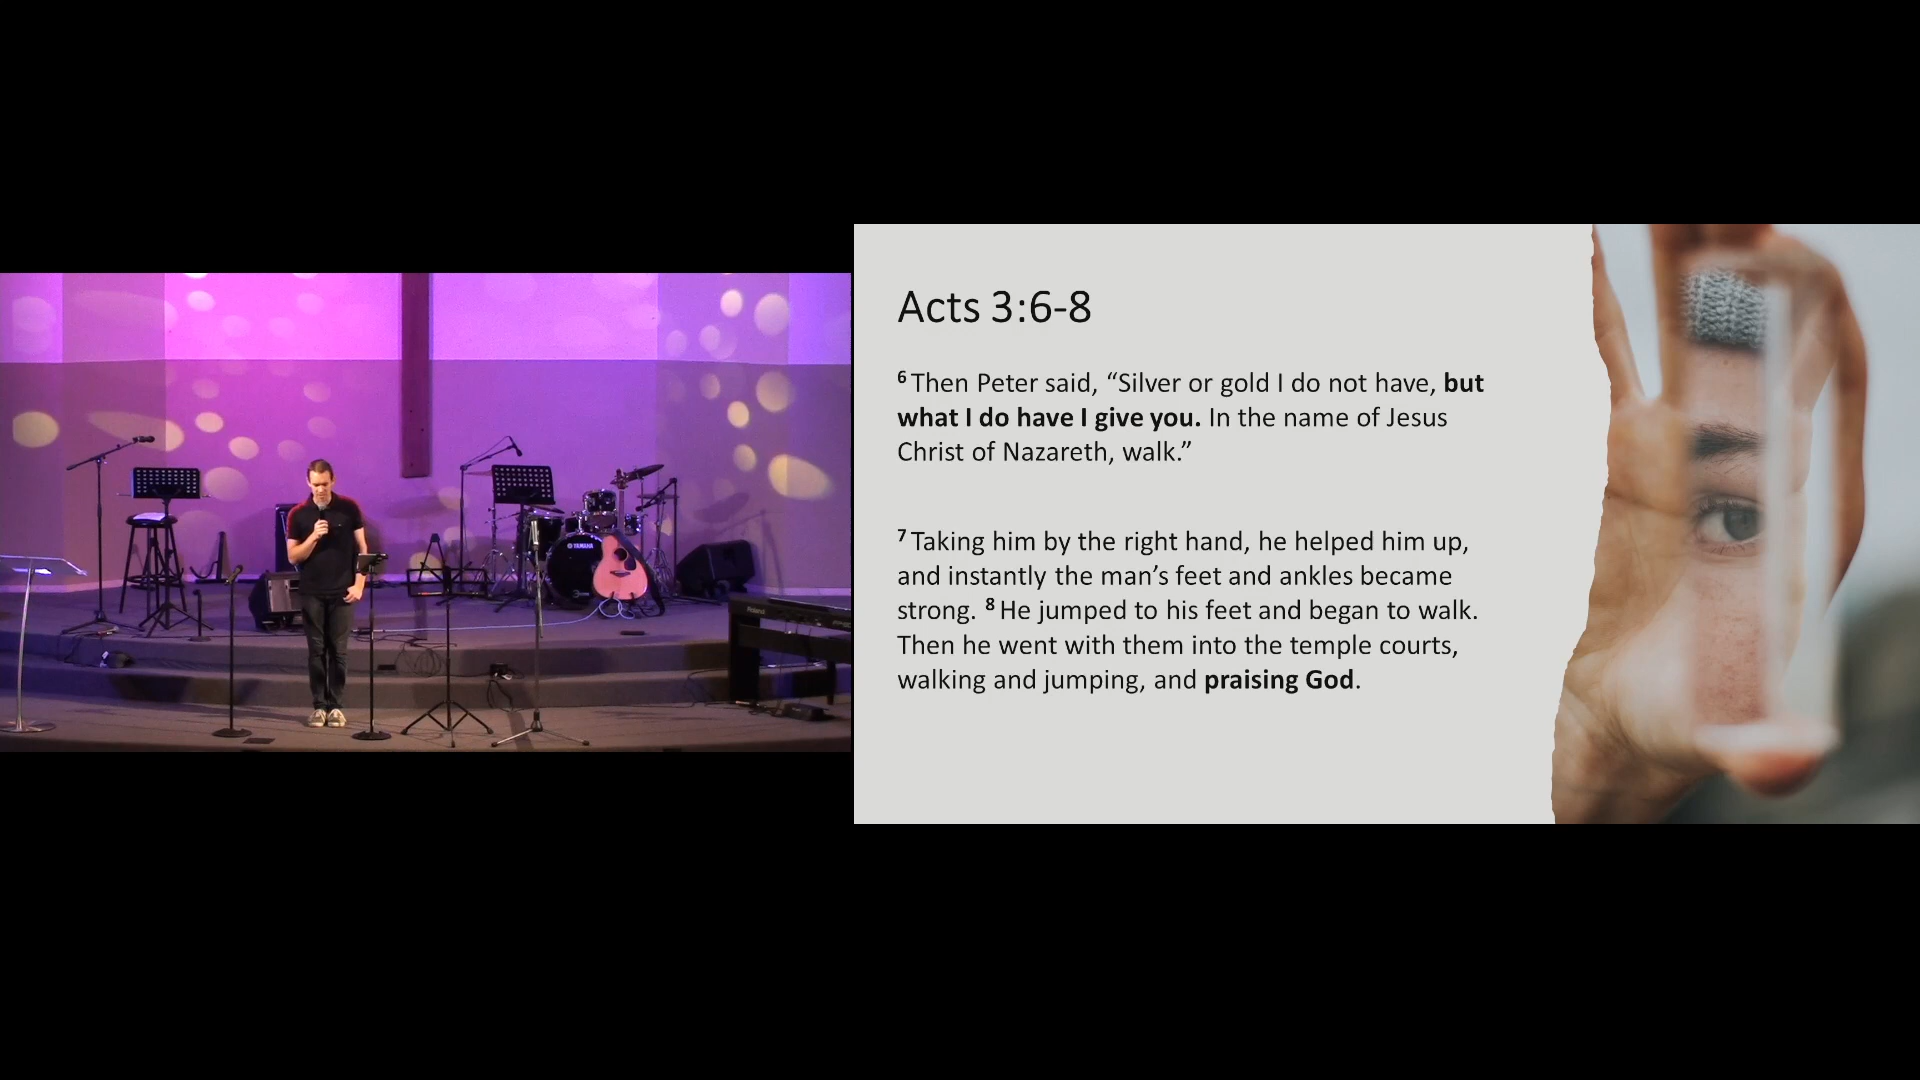 Acts 3:6-8
6 Then Peter said, “Silver or gold I do not have, but
what I do have I give you. In the name of Jesus
Christ of Nazareth, walk.”
7 Taking him by the right hand, he helped him up,
and instantly the man’s feet and ankles became
strong. 8 He jumped to his feet and began to walk.
Then he went with them into the temple courts,
walking and jumping, and praising God.
YAMAHA
Roland